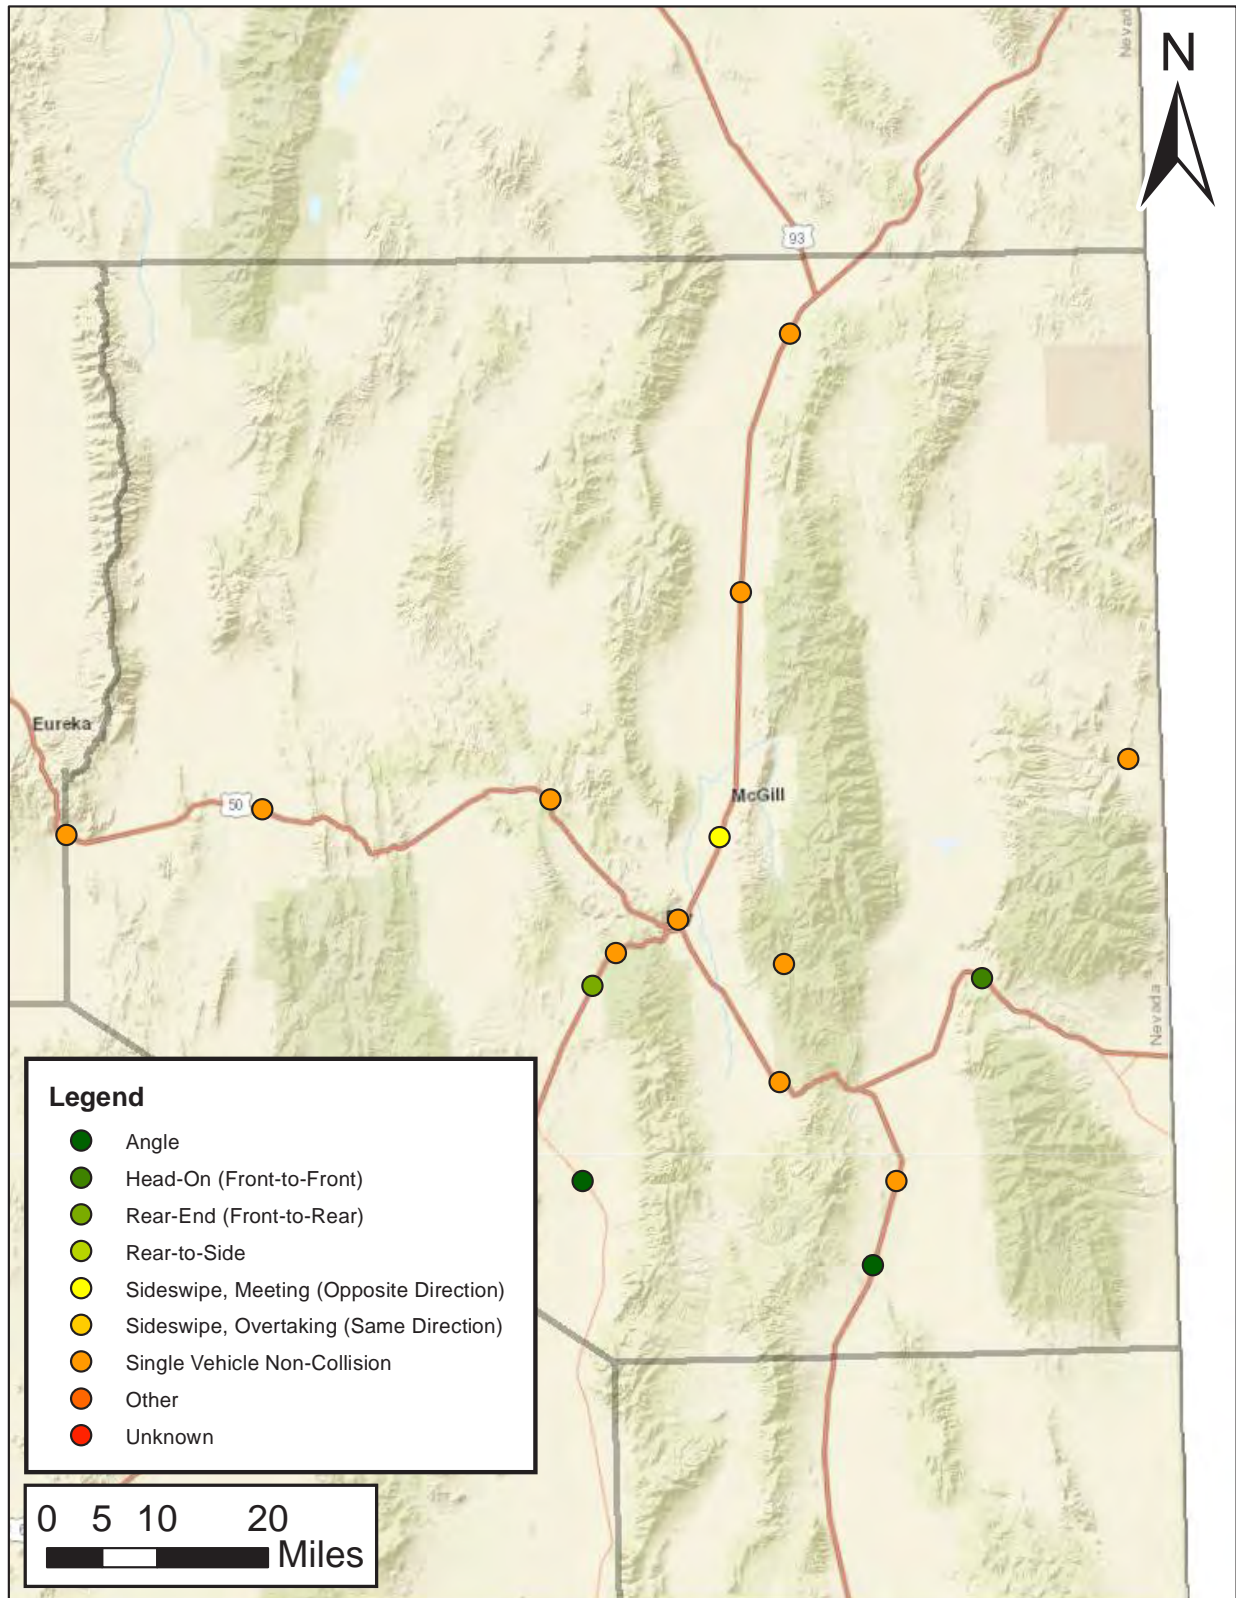 Nevad
N
93
Eureka
50
McGill
Nevada
Legend
Angle
Head-On (Front-to-Front)
Rear-End (Front-to-Rear)
Rear-to-Side
Sideswipe, Meeting (Opposite Direction)
Sideswipe, Overtaking (Same Direction)
Single Vehicle Non-Collision
Other
Unknown
0 5 10 20
Miles